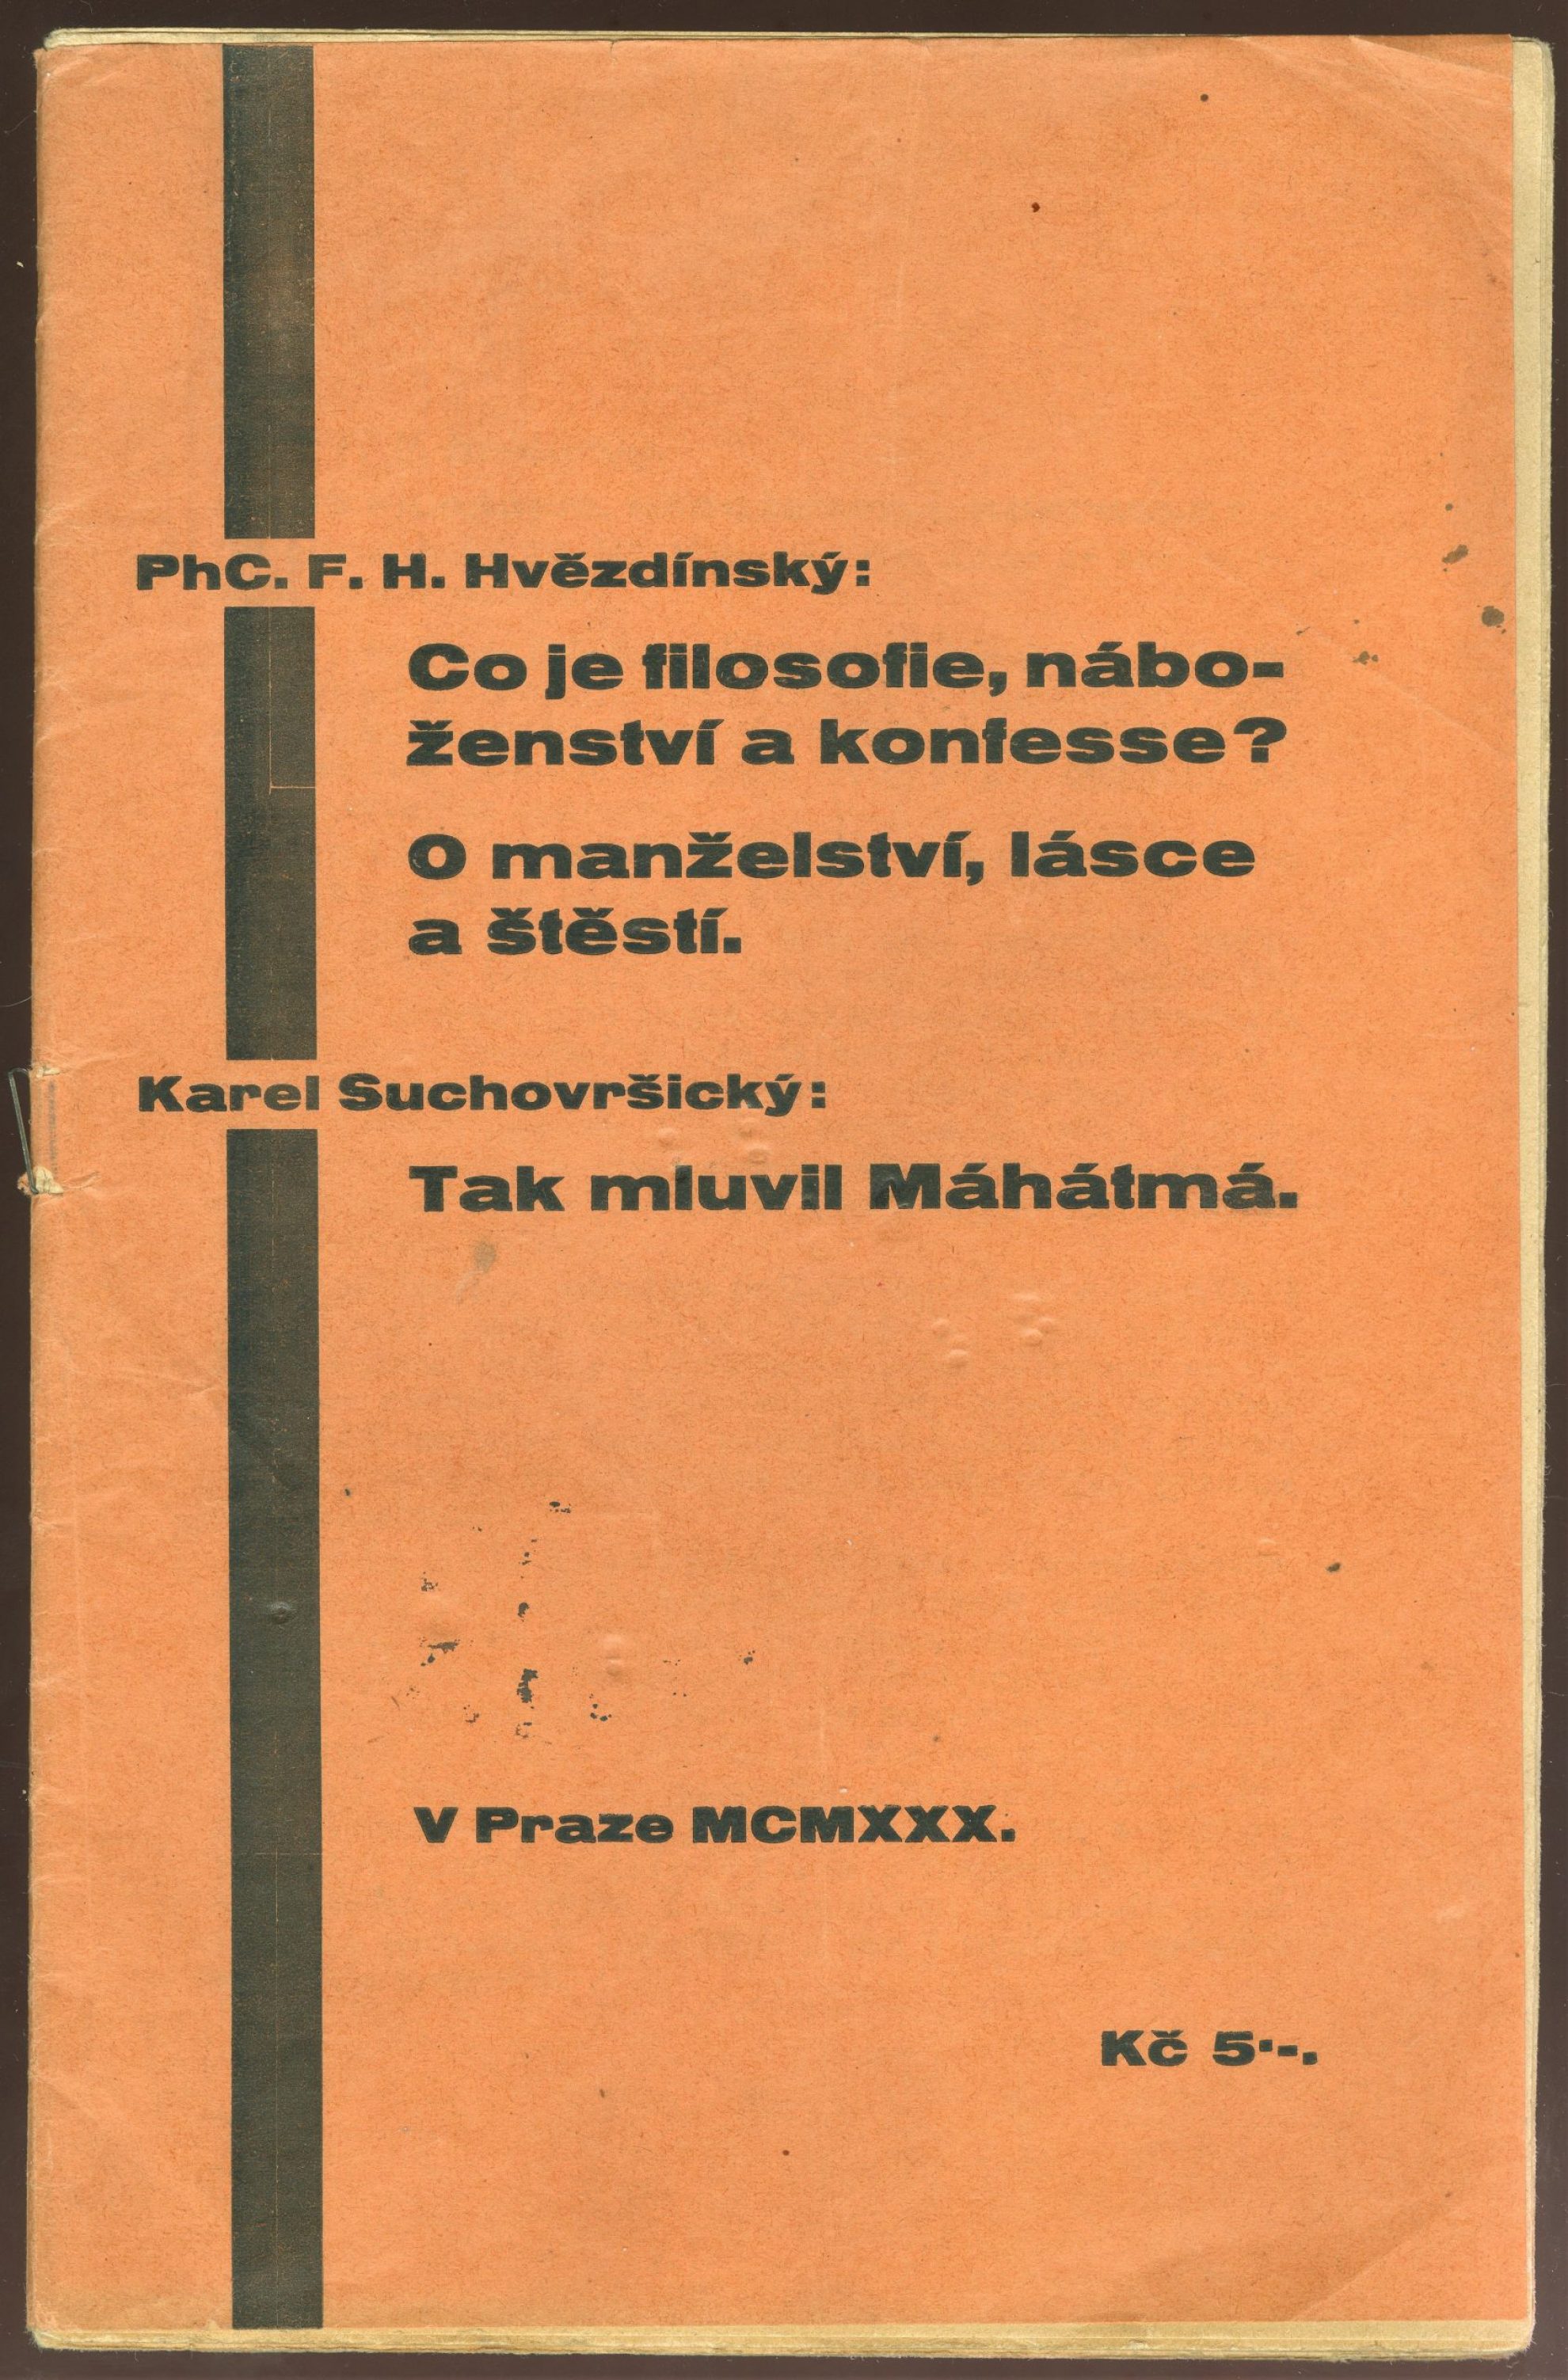 PhC. F. H. Hvězdínský:
Co je filosofie, nábo-
ženství a konfesse?
O manželství, lásce
a štěstí.
Karel Suchovršický:
Tak mluvil Máhátmá.
V Praze MCMXXX.
Kč 5·-.